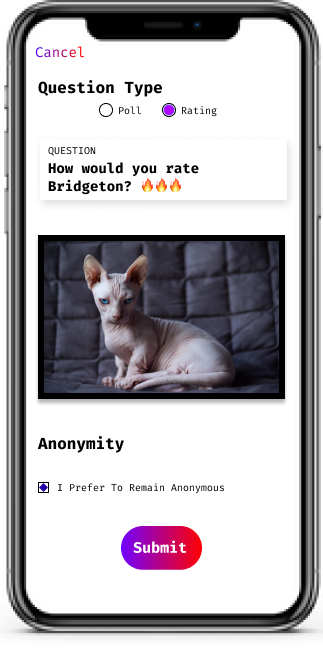 Cancel
Question Type
Poll
Rating
QUESTION
How would you rate
Bridgeton? 🔥🔥🔥
Anonymity
I Prefer To Remain Anonymous
Submit